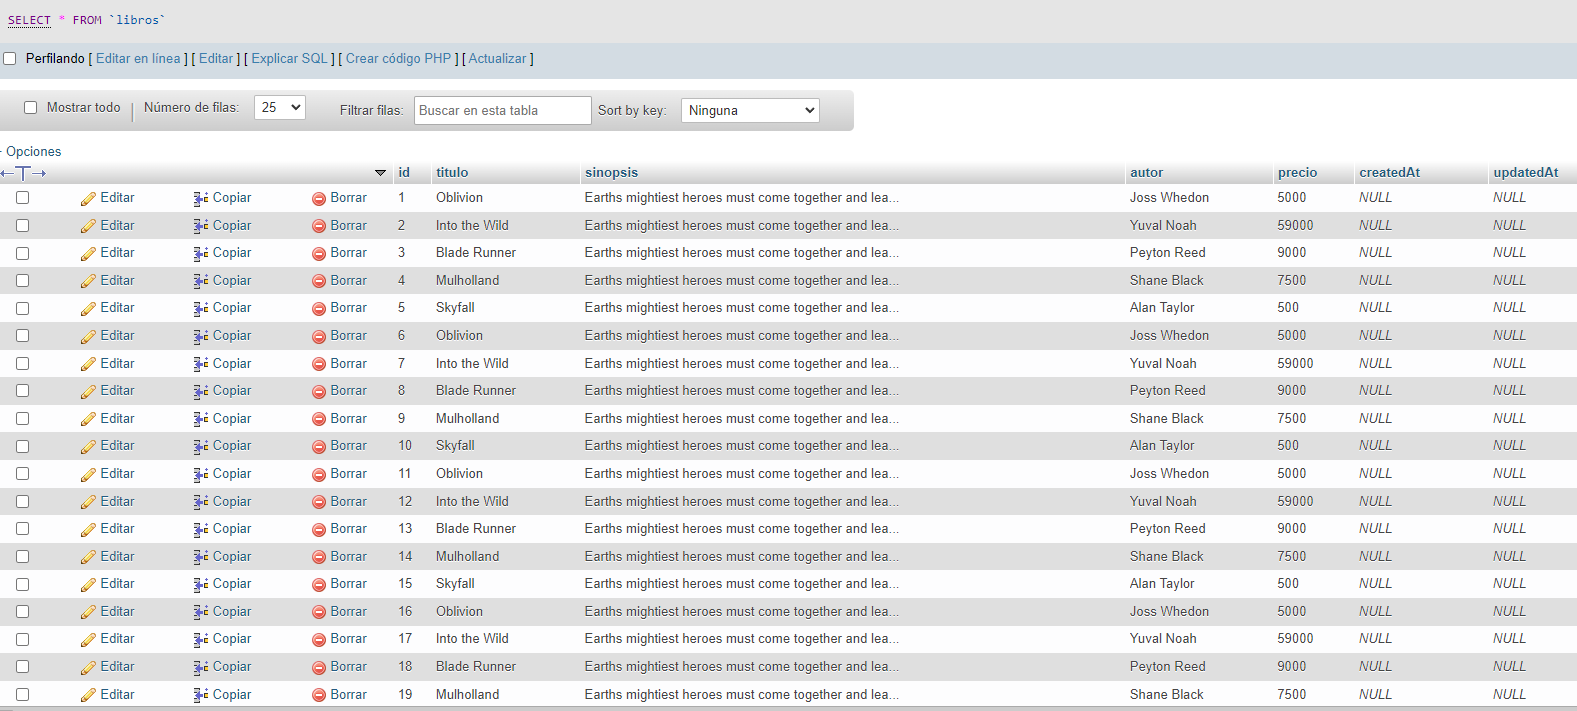 SELECT * FROM `libros`
Perfilando [ Editar en línea ] [ Editar ] [ Explicar SQL ] [ Crear código PHP ] [ Actualizar ]
Mostrar todo | Número de filas: 25 Filtrar filas: Buscar en esta tabla Sort by key: Ninguna
Opciones
id titulo sinopsis autor precio createdAt updatedAt
Editar Copiar Borrar 1 Oblivion Earths mightiest heroes must come together and lea... Joss Whedon 5000 NULL NULL
Editar Copiar Borrar 2 Into the Wild Earths mightiest heroes must come together and lea... Yuval Noah 59000 NULL NULL
Editar Copiar Borrar 3 Blade Runner Earths mightiest heroes must come together and lea... Peyton Reed 9000 NULL NULL
Editar Copiar Borrar 4 Mulholland Earths mightiest heroes must come together and lea... Shane Black 7500 NULL NULL
Editar Copiar Borrar 5 Skyfall Earths mightiest heroes must come together and lea... Alan Taylor 500 NULL NULL
Editar Copiar Borrar 6 Oblivion Earths mightiest heroes must come together and lea... Joss Whedon 5000 NULL NULL
Editar Copiar Borrar 7 Into the Wild Earths mightiest heroes must come together and lea... Yuval Noah 59000 NULL NULL
Editar Copiar Borrar 8 Blade Runner Earths mightiest heroes must come together and lea... Peyton Reed 9000 NULL NULL
Editar Copiar Borrar 9 Mulholland Earths mightiest heroes must come together and lea... Shane Black 7500 NULL NULL
Editar Copiar Borrar 10 Skyfall Earths mightiest heroes must come together and lea... Alan Taylor 500 NULL NULL
Editar Copiar Borrar 11 Oblivion Earths mightiest heroes must come together and lea... Joss Whedon 5000 NULL NULL
Editar Copiar Borrar 12 Into the Wild Earths mightiest heroes must come together and lea... Yuval Noah 59000 NULL NULL
Editar Copiar Borrar 13 Blade Runner Earths mightiest heroes must come together and lea... Peyton Reed 9000 NULL NULL
Editar Copiar Borrar 14 Mulholland Earths mightiest heroes must come together and lea... Shane Black 7500 NULL NULL
Editar Copiar Borrar 15 Skyfall Earths mightiest heroes must come together and lea... Alan Taylor 500 NULL NULL
Editar Copiar Borrar 16 Oblivion Earths mightiest heroes must come together and lea... Joss Whedon 5000 NULL NULL
Editar Copiar Borrar 17 Into the Wild Earths mightiest heroes must come together and lea... Yuval Noah 59000 NULL NULL
Editar Copiar Borrar 18 Blade Runner Earths mightiest heroes must come together and lea... Peyton Reed 9000 NULL NULL
Editar Copiar Borrar 19 Mulholland Earths mightiest heroes must come together and lea... Shane Black 7500 NULL NULL